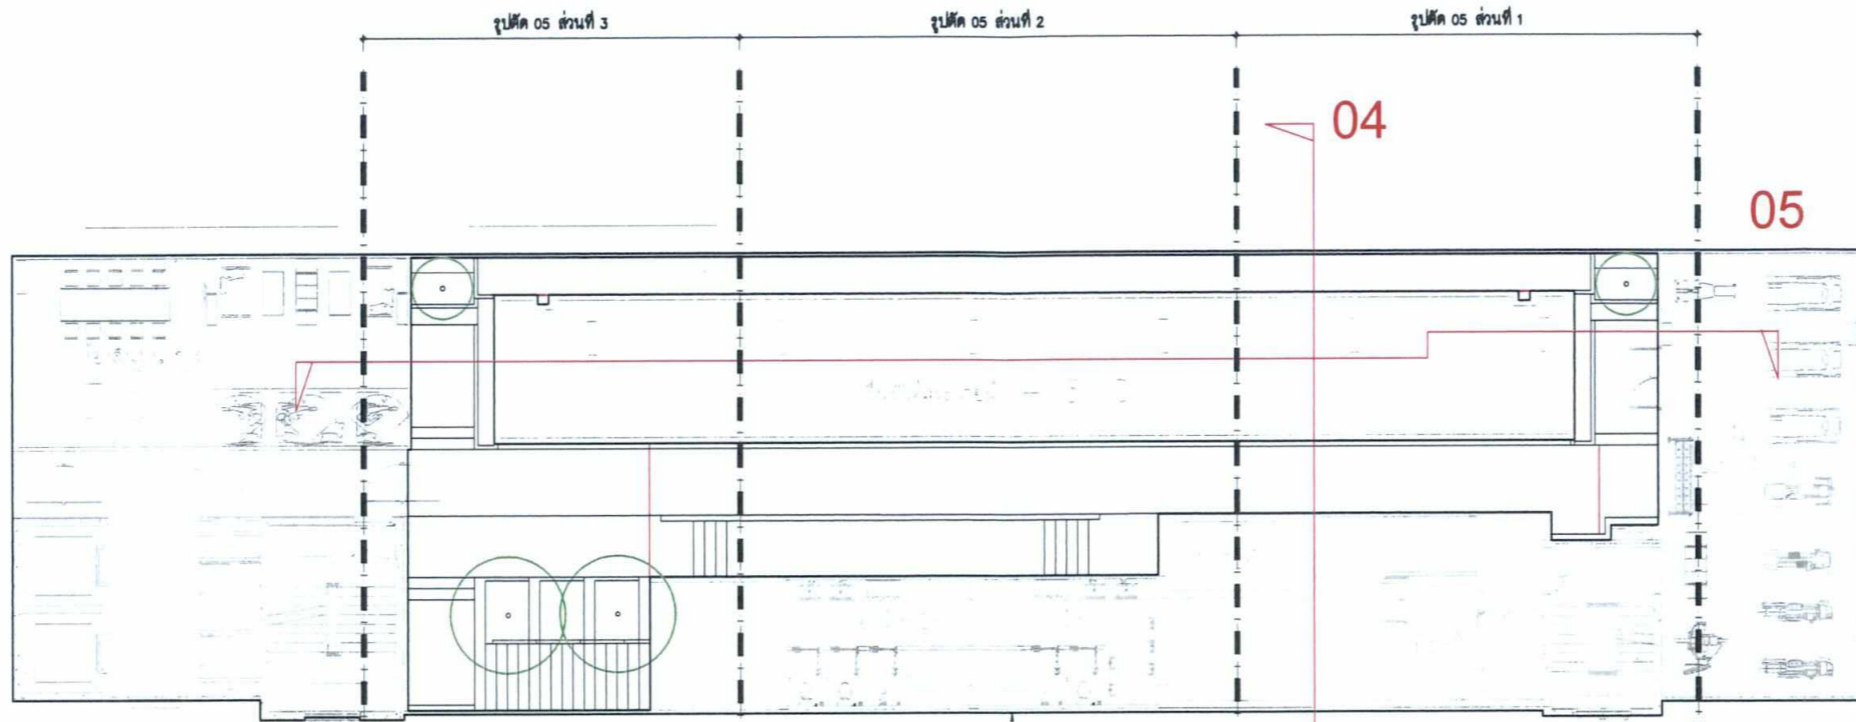 รูปตัด 05 ส่วนที่ 3
รูปตัด 05 ส่วนที่ 2
รูปตัด 05 ส่วนที่ 1
04
05